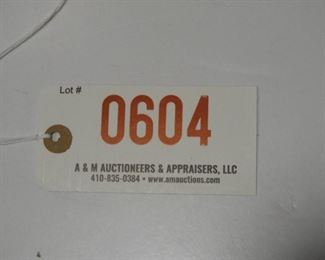 Lot #
0604
A & M AUCTIONEERS & APPRAISERS, LLC
410-835-0384 • www.amauctions.com